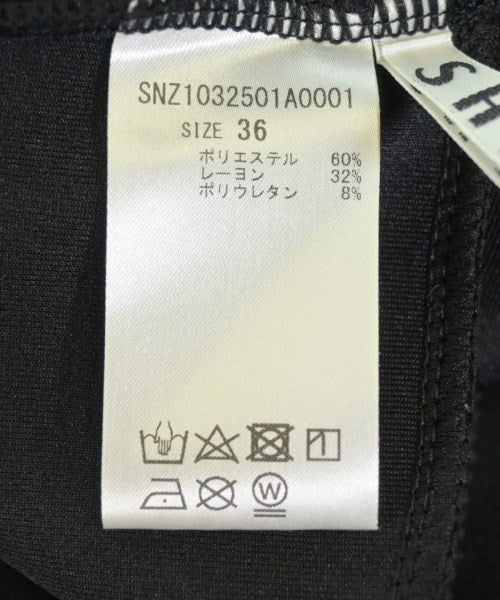 SNZ1032501A0001
SIZE 36
ポリエステル 60%
レーヨン 32%
ポリウレタン 8%
W
SH